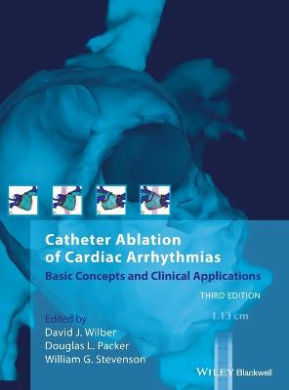 Catheter Ablation
of Cardiac Arrhythmias
Basic Concepts and Clinical Applications
THIRD EDITION
1.13 cm
Edited by
David J. Wilber
Douglas L. Packer
William G. Stevenson
WILEY Blackwell